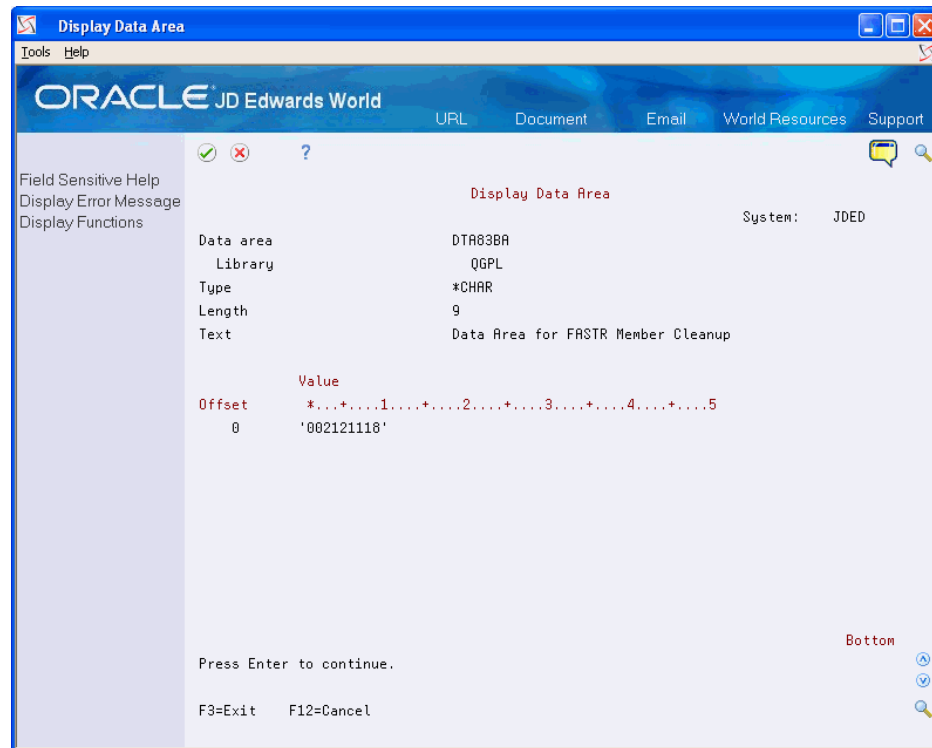 Display Data Area
Tools Help
ORACLE JD Edwards World
URL Document Email World Resources Support
?
Field Sensitive Help
Display Error Message
Display Functions
Display Data Area
System: JDED
Data area DTA83BA
Library QGPL
Type *CHAR
Length 9
Text Data Area for FASTR Member Cleanup
Value
Offset *...+....1....+....2....+....3....+....4....+....5
0 '002121118'
Bottom
Press Enter to continue.
F3=Exit F12=Cancel